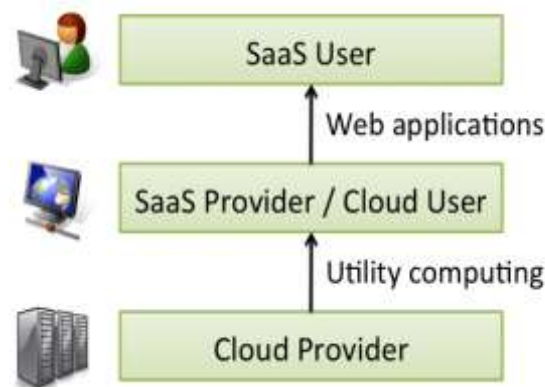 SaaS User
Web applications
SaaS Provider / Cloud User
Utility computing
Cloud Provider